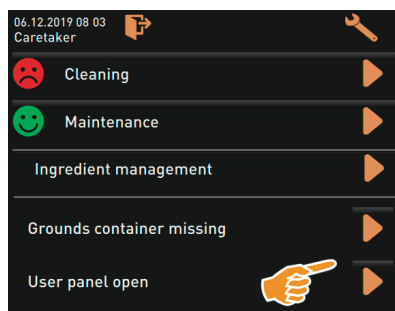 06.12.2019 08 03
Caretaker
Cleaning
Maintenance
Ingredient management
Grounds container missing
User panel open